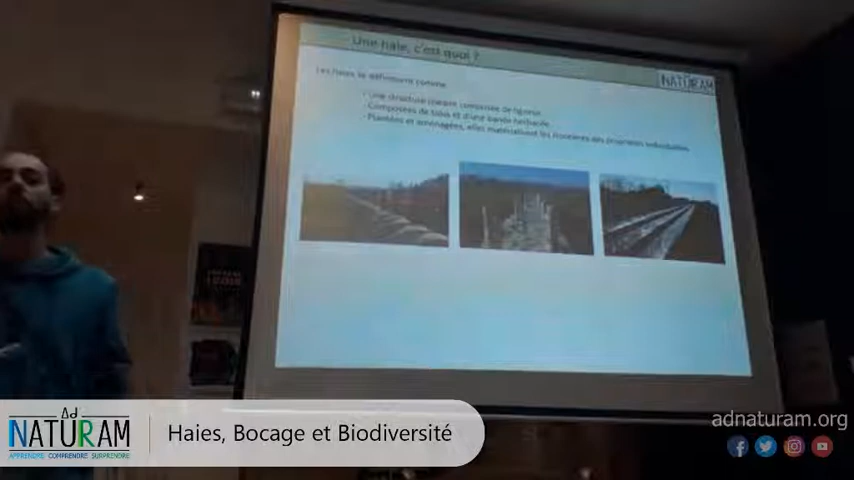 Une haie, c'est quoi ?
NATURAM
Les haies se définissent comme
- Une structure linéaire composée de ligneux
- Composées de talus et d'une bande herbacée
- Plantées et aménagées, elles matérialisent les frontières des propriétés individuelles
Ad
NATURAM
APPRENDRE COMPRENDRE SURPRENDRE
Haies, Bocage et Biodiversité
adnaturam.org